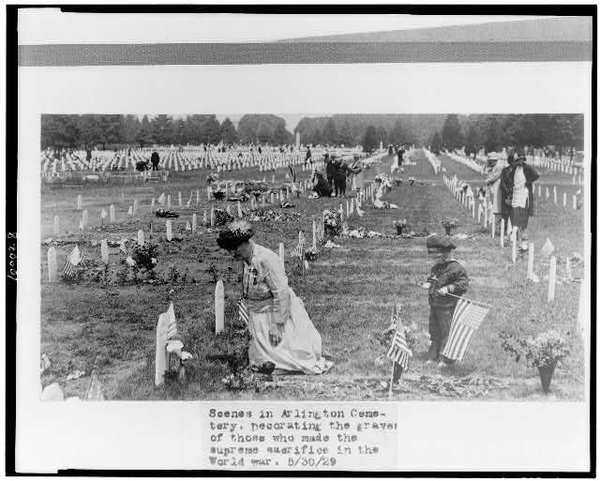 Scenes in Arlington Ceme-
tery. Decorating the graves
of those who made the
supreme sacrifice in the
World war. 5/30/29